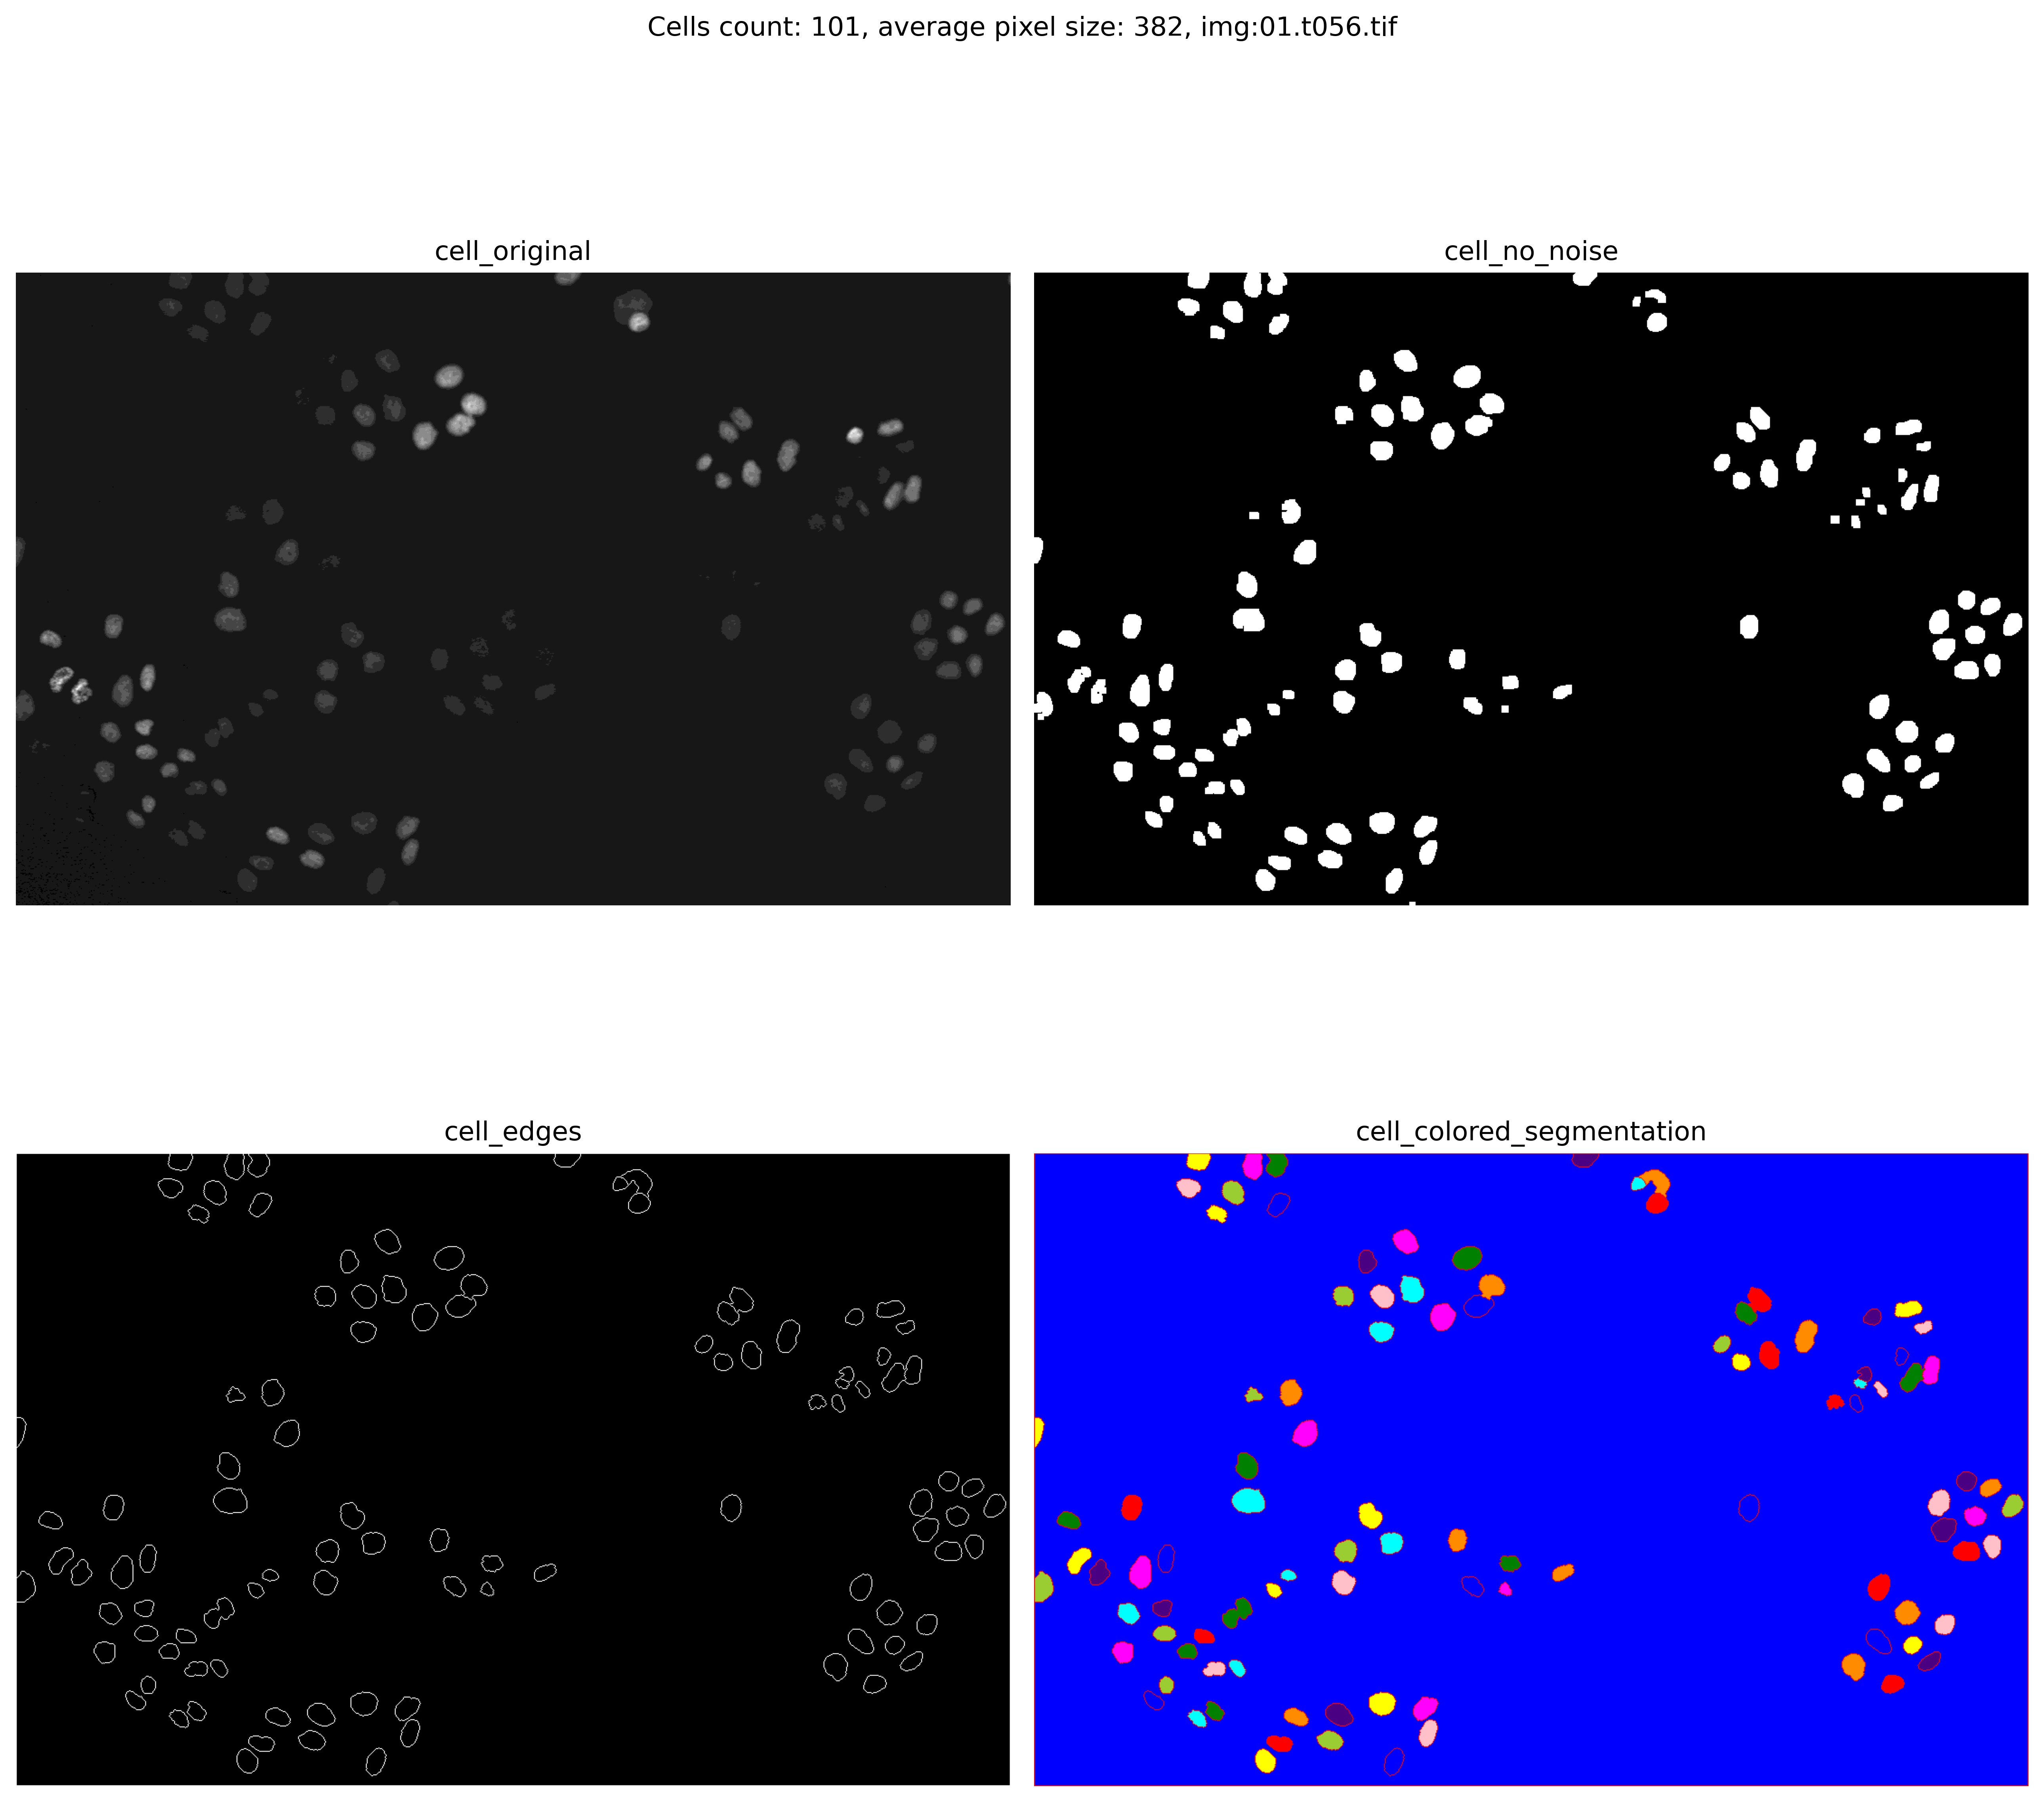 Cells count: 101, average pixel size: 382, img:01.t056.tif
cell_original
cell_no_noise
cell_edges
cell_colored_segmentation